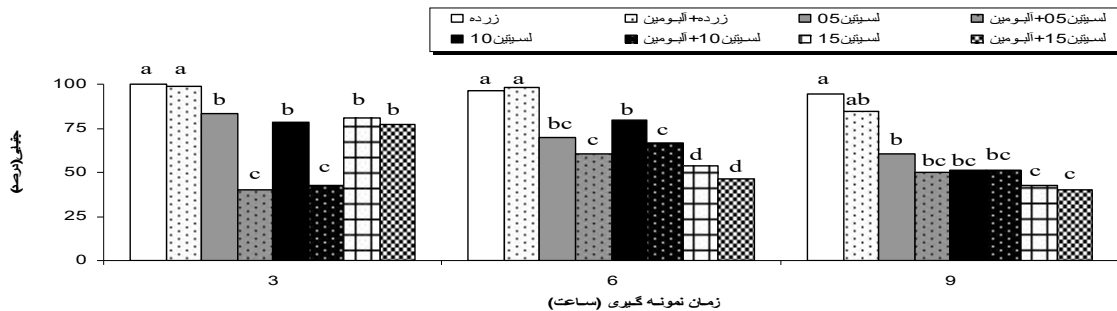 زرده
زرده+آلبومین
لسیتین05
لسیتین05+آلبومین
لسیتین10
لسیتین10+آلبومین
لسیتین15
لسیتین15+آلبومین
100
75
50
25
0
a a b c b c b b
a a bc c b c d d
a ab b bc bc bc c c
3 6 9
زمان نمونه گیری (ساعت)